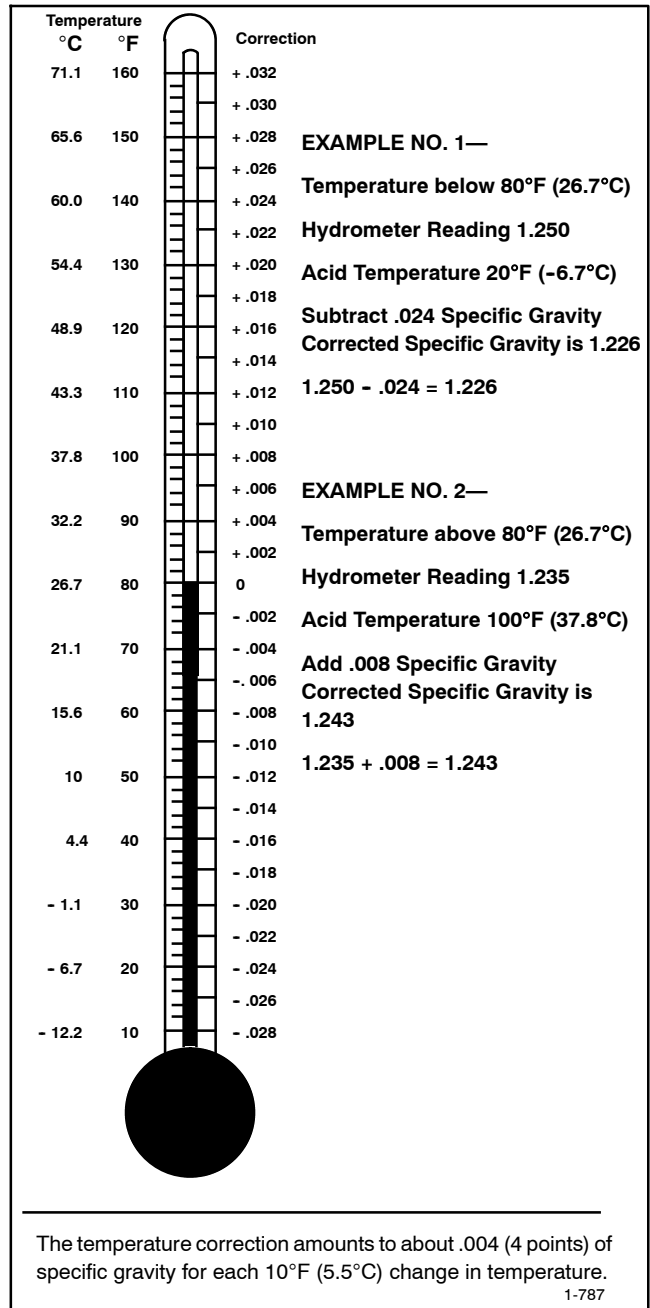 Temperature
°C °F Correction
71.1 160 + .032
+ .030
65.6 150 + .028
+ .026
60.0 140 + .024
+ .022
54.4 130 + .020
+ .018
48.9 120 + .016
+ .014
43.3 110 + .012
+ .010
37.8 100 + .008
+ .006
32.2 90 + .004
+ .002
26.7 80 0
- .002
21.1 70 - .004
-. 006
15.6 60 - .008
- .010
10 50 - .012
- .014
4.4 40 - .016
- .018
- 1.1 30 - .020
- .022
- 6.7 20 - .024
- .026
- 12.2 10 - .028
EXAMPLE NO. 1—
Temperature below 80°F (26.7°C)
Hydrometer Reading 1.250
Acid Temperature 20°F (-6.7°C)
Subtract .024 Specific Gravity
Corrected Specific Gravity is 1.226
1.250 - .024 = 1.226
EXAMPLE NO. 2—
Temperature above 80°F (26.7°C)
Hydrometer Reading 1.235
Acid Temperature 100°F (37.8°C)
Add .008 Specific Gravity
Corrected Specific Gravity is
1.243
1.235 + .008 = 1.243
The temperature correction amounts to about .004 (4 points) of
specific gravity for each 10°F (5.5°C) change in temperature.
1-787